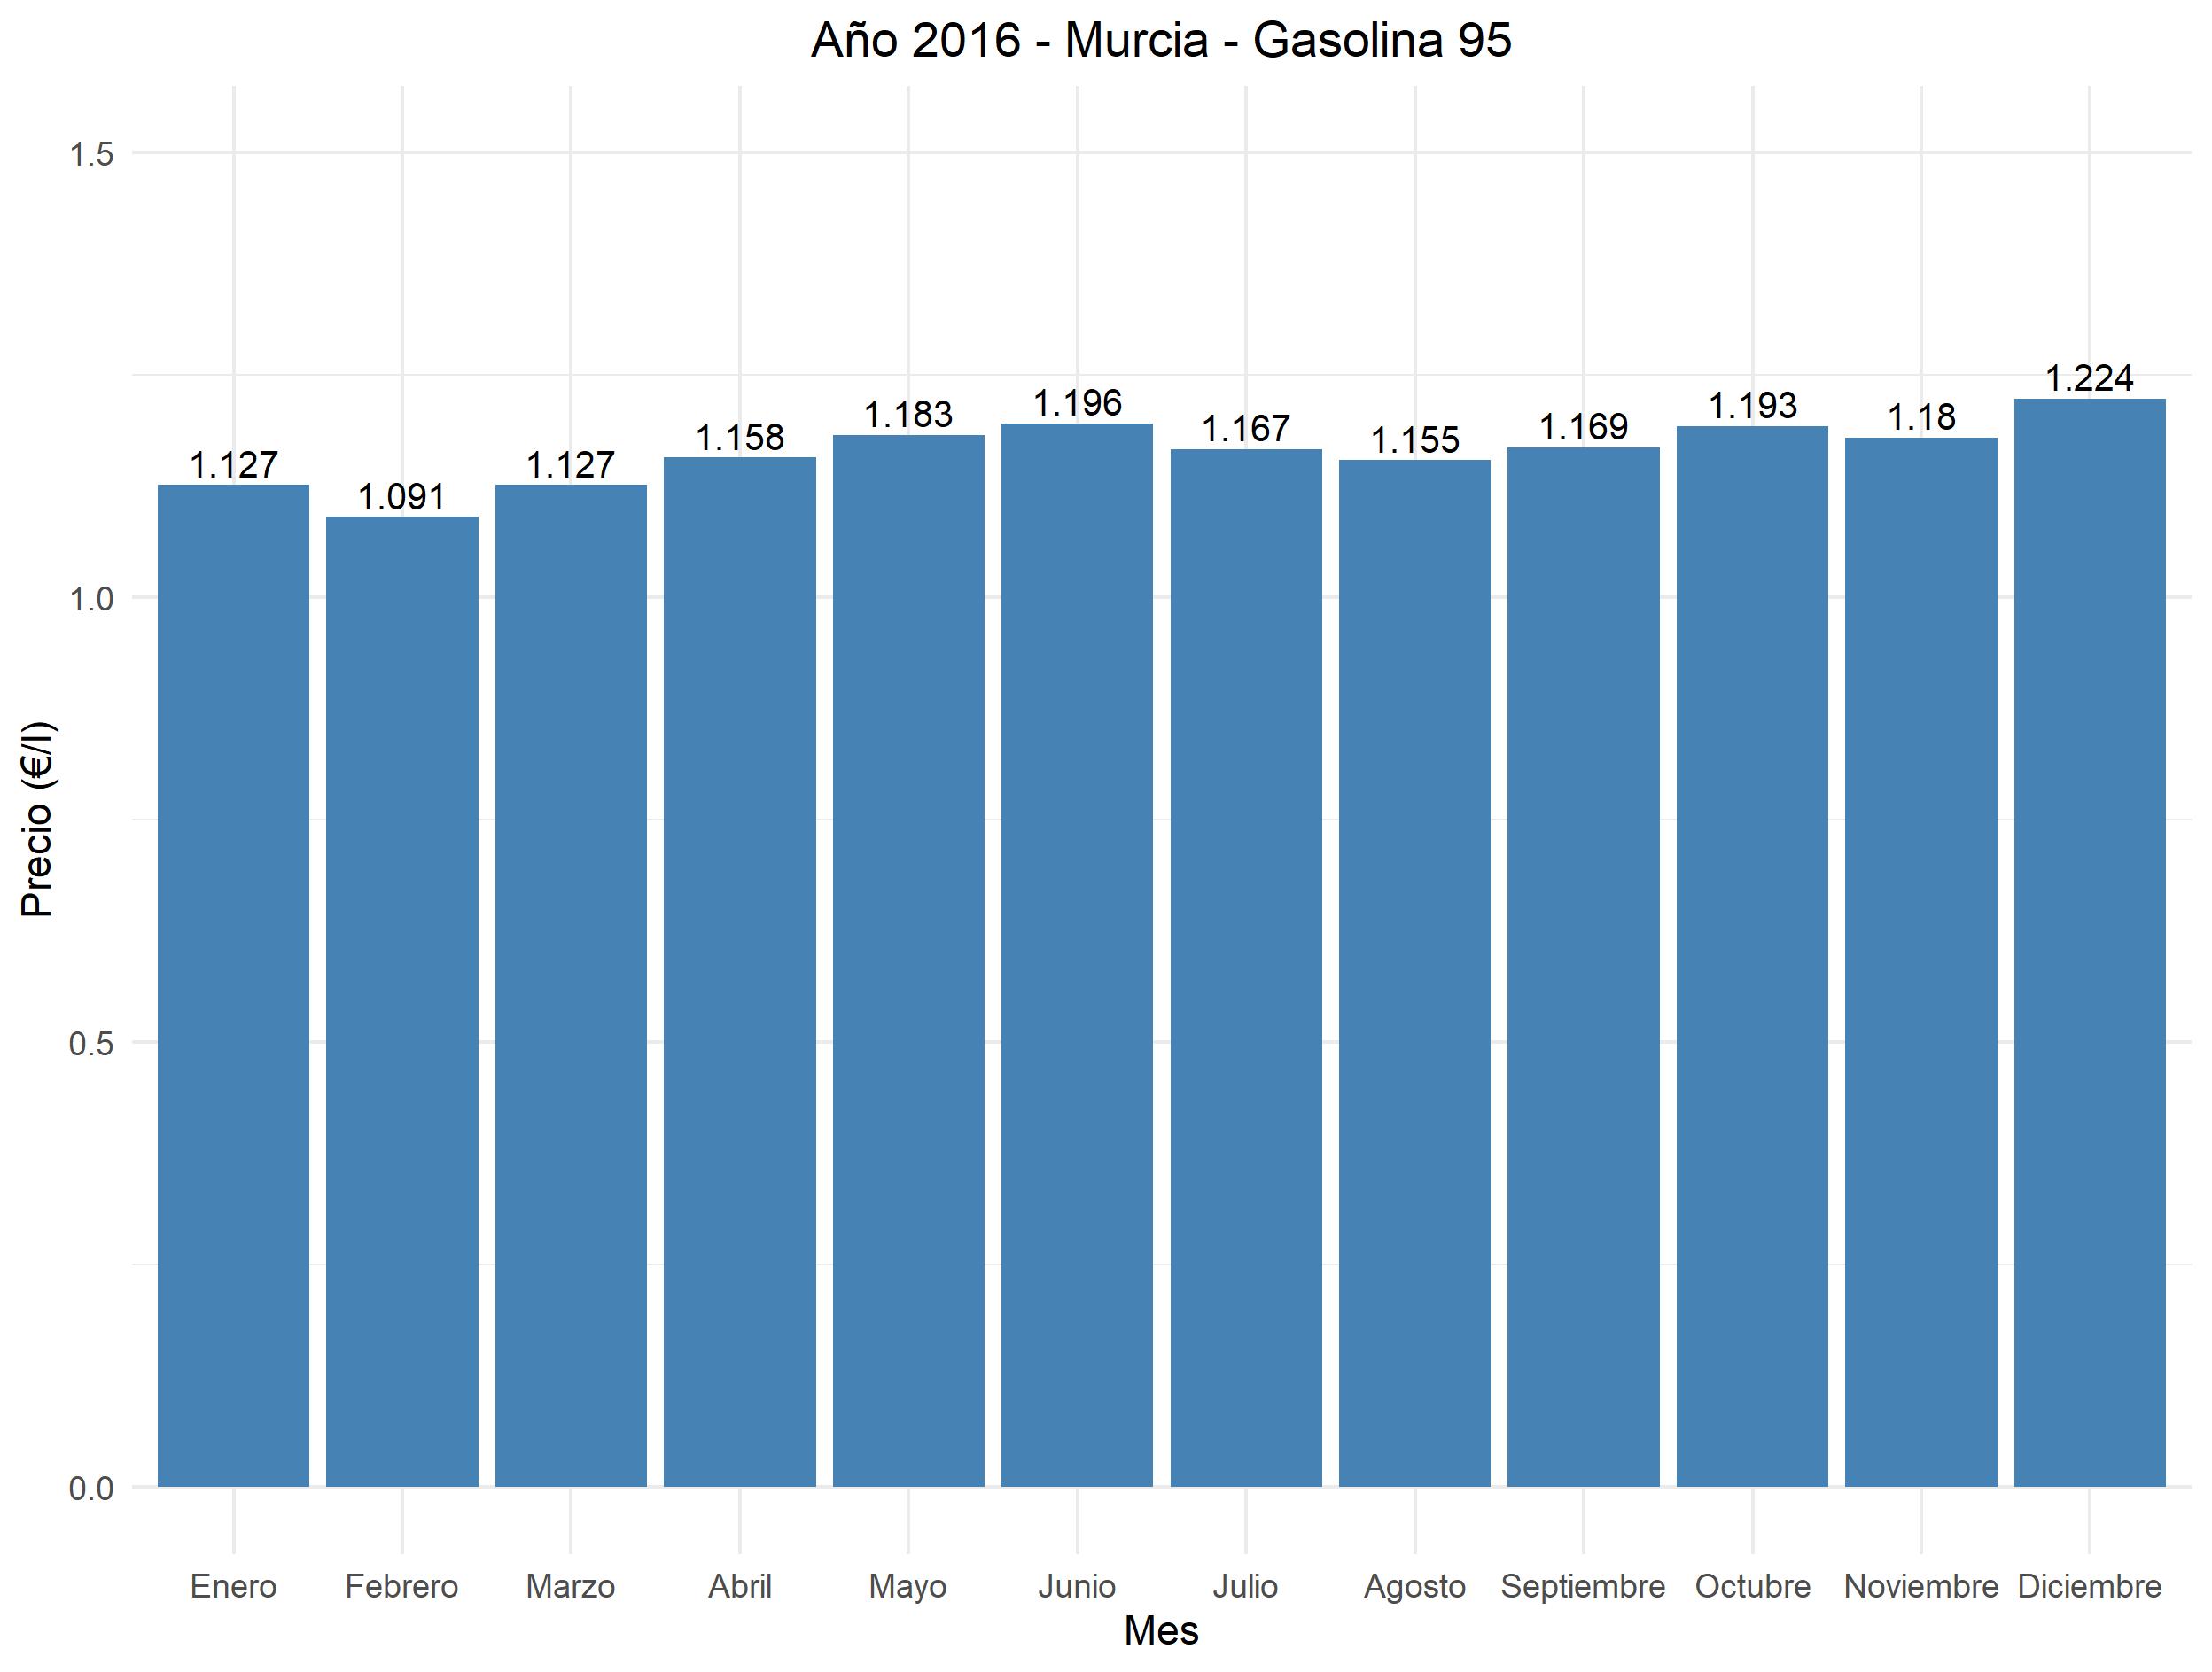 Año 2016 - Murcia - Gasolina 95
Precio (€/l)
1.5
1.0
0.5
0.0
1.127
1.091
1.127
1.158
1.183
1.196
1.167
1.155
1.169
1.193
1.18
1.224
Enero
Febrero
Marzo
Abril
Mayo
Junio
Julio
Agosto
Septiembre
Octubre
Noviembre
Diciembre
Mes